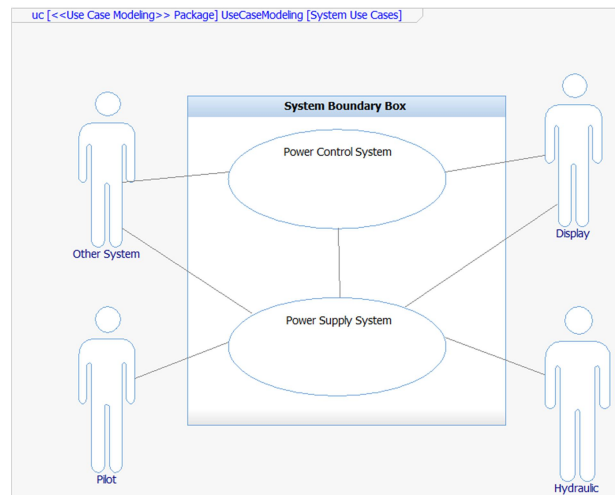 uc [<<Use Case Modeling>> Package] UseCaseModeling [System Use Cases]
System Boundary Box
Power Control System
Other System
Display
Power Supply System
Pilot
Hydraulic